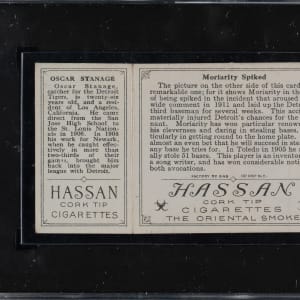 OSCAR STANAGE
Oscar Stanage,
catcher for the Detroit
Tigers, is twenty-six
years old, and a resi-
dent of Los Angeles,
California. He came
direct from the San
Jose High School to
the St. Louis Nation-
als in 1906. In 1908
his work for Newark,
when he caught effect-
ively in more than
two-thirds of their
games, brought him
back into the major
league with Detroit.
HASSAN
CORK TIP
CIGARETTES
Moriarity Spiked
The picture on the other side of this card
remarkable one; for it shows Moriarity in the
of being spiked in the incident that aroused
wide comment in 1911 and laid up the Detroit
third baseman for several weeks. This acc
materially injured Detroit's chances for the
ant. Moriarity has won particular renown
his cleverness and daring in stealing bases,
ticularly in getting round to the home plate.
almost an even bet that he will succeed in stea
any base he tries for. In Toledo in 1905 he a
ally stole 51 bases. This player is an inventor
a song writer, and has won considerable note
both avocations.
HASSAN
CORK TIP
CIGARETTES
THE ORIENTAL SMOKE